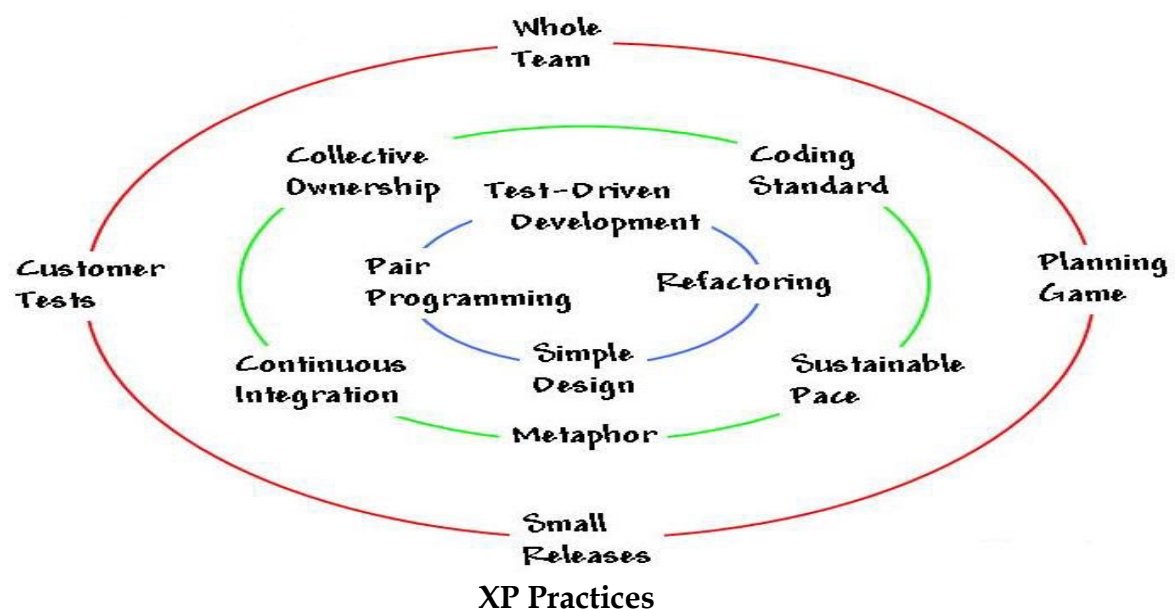 Whole
Team
Collective
Ownership
Coding
Standard
Test-Driven
Development
Customer
Tests
Pair
Programming
Refactoring
Planning
Game
Continuous
Integration
Simple
Design
Sustainable
Pace
Metaphor
Small
Releases
XP Practices